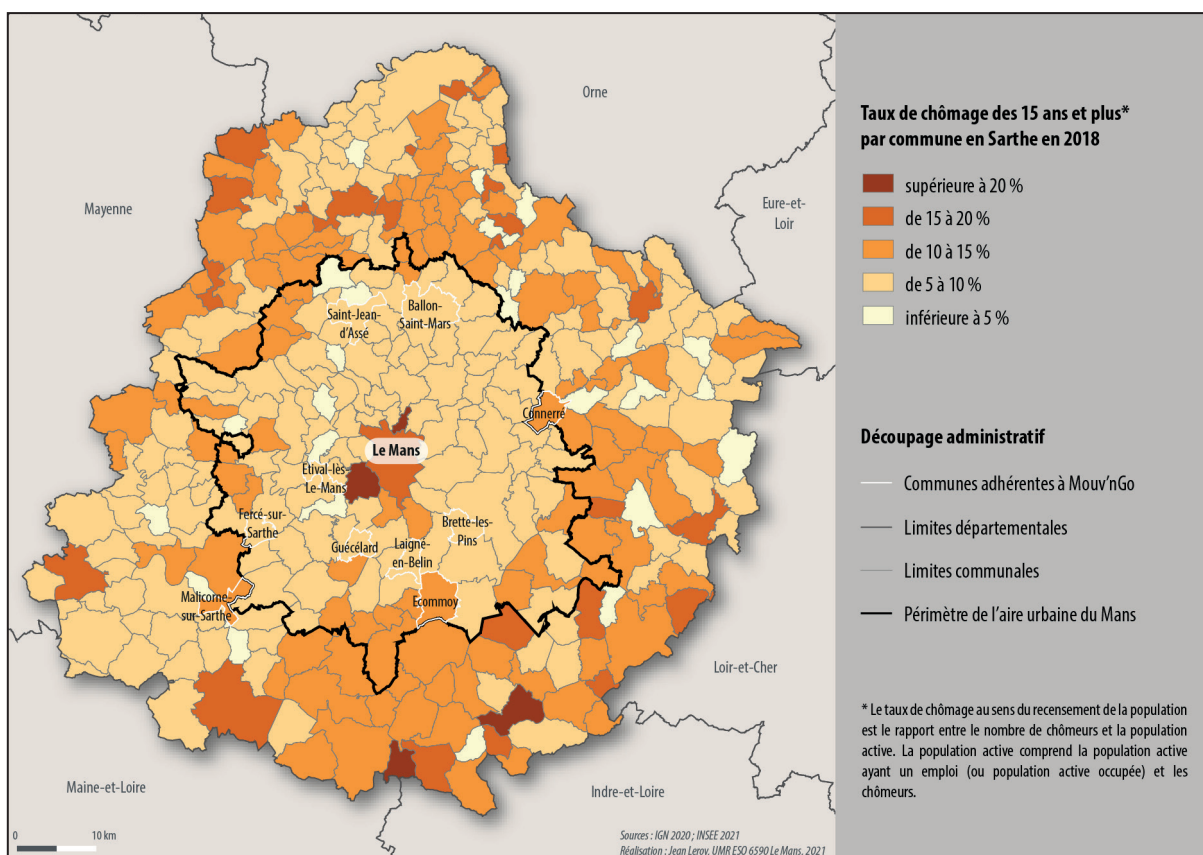 Orne
Mayenne
Eure-et-
Loir
Saint-Jean-
d'Assé
Ballon-
Saint-Mars
Connerré
Le Mans
Etival-lès-
Le-Mans
Fercé-sur-
Sarthe
Guécélard
Laigné-
en-Belin
Brette-les-
Pins
Malicorne-
sur-Sarthe
Ecommoy
Loir-et-Cher
Maine-et-Loire
Indre-et-Loire
0 10 km
Sources : IGN 2020 ; INSEE 2021
Réalisation : Jean Leroy, UMR ESO 6590 Le Mans, 2021
Taux de chômage des 15 ans et plus*
par commune en Sarthe en 2018
supérieure à 20 %
de 15 à 20 %
de 10 à 15 %
de 5 à 10 %
inférieure à 5 %
Découpage administratif
Communes adhérentes à Mouv'nGo
Limites départementales
Limites communales
Périmètre de l'aire urbaine du Mans
* Le taux de chômage au sens du recensement de la population
est le rapport entre le nombre de chômeurs et la population
active. La population active comprend la population active
ayant un emploi (ou population active occupée) et les
chômeurs.